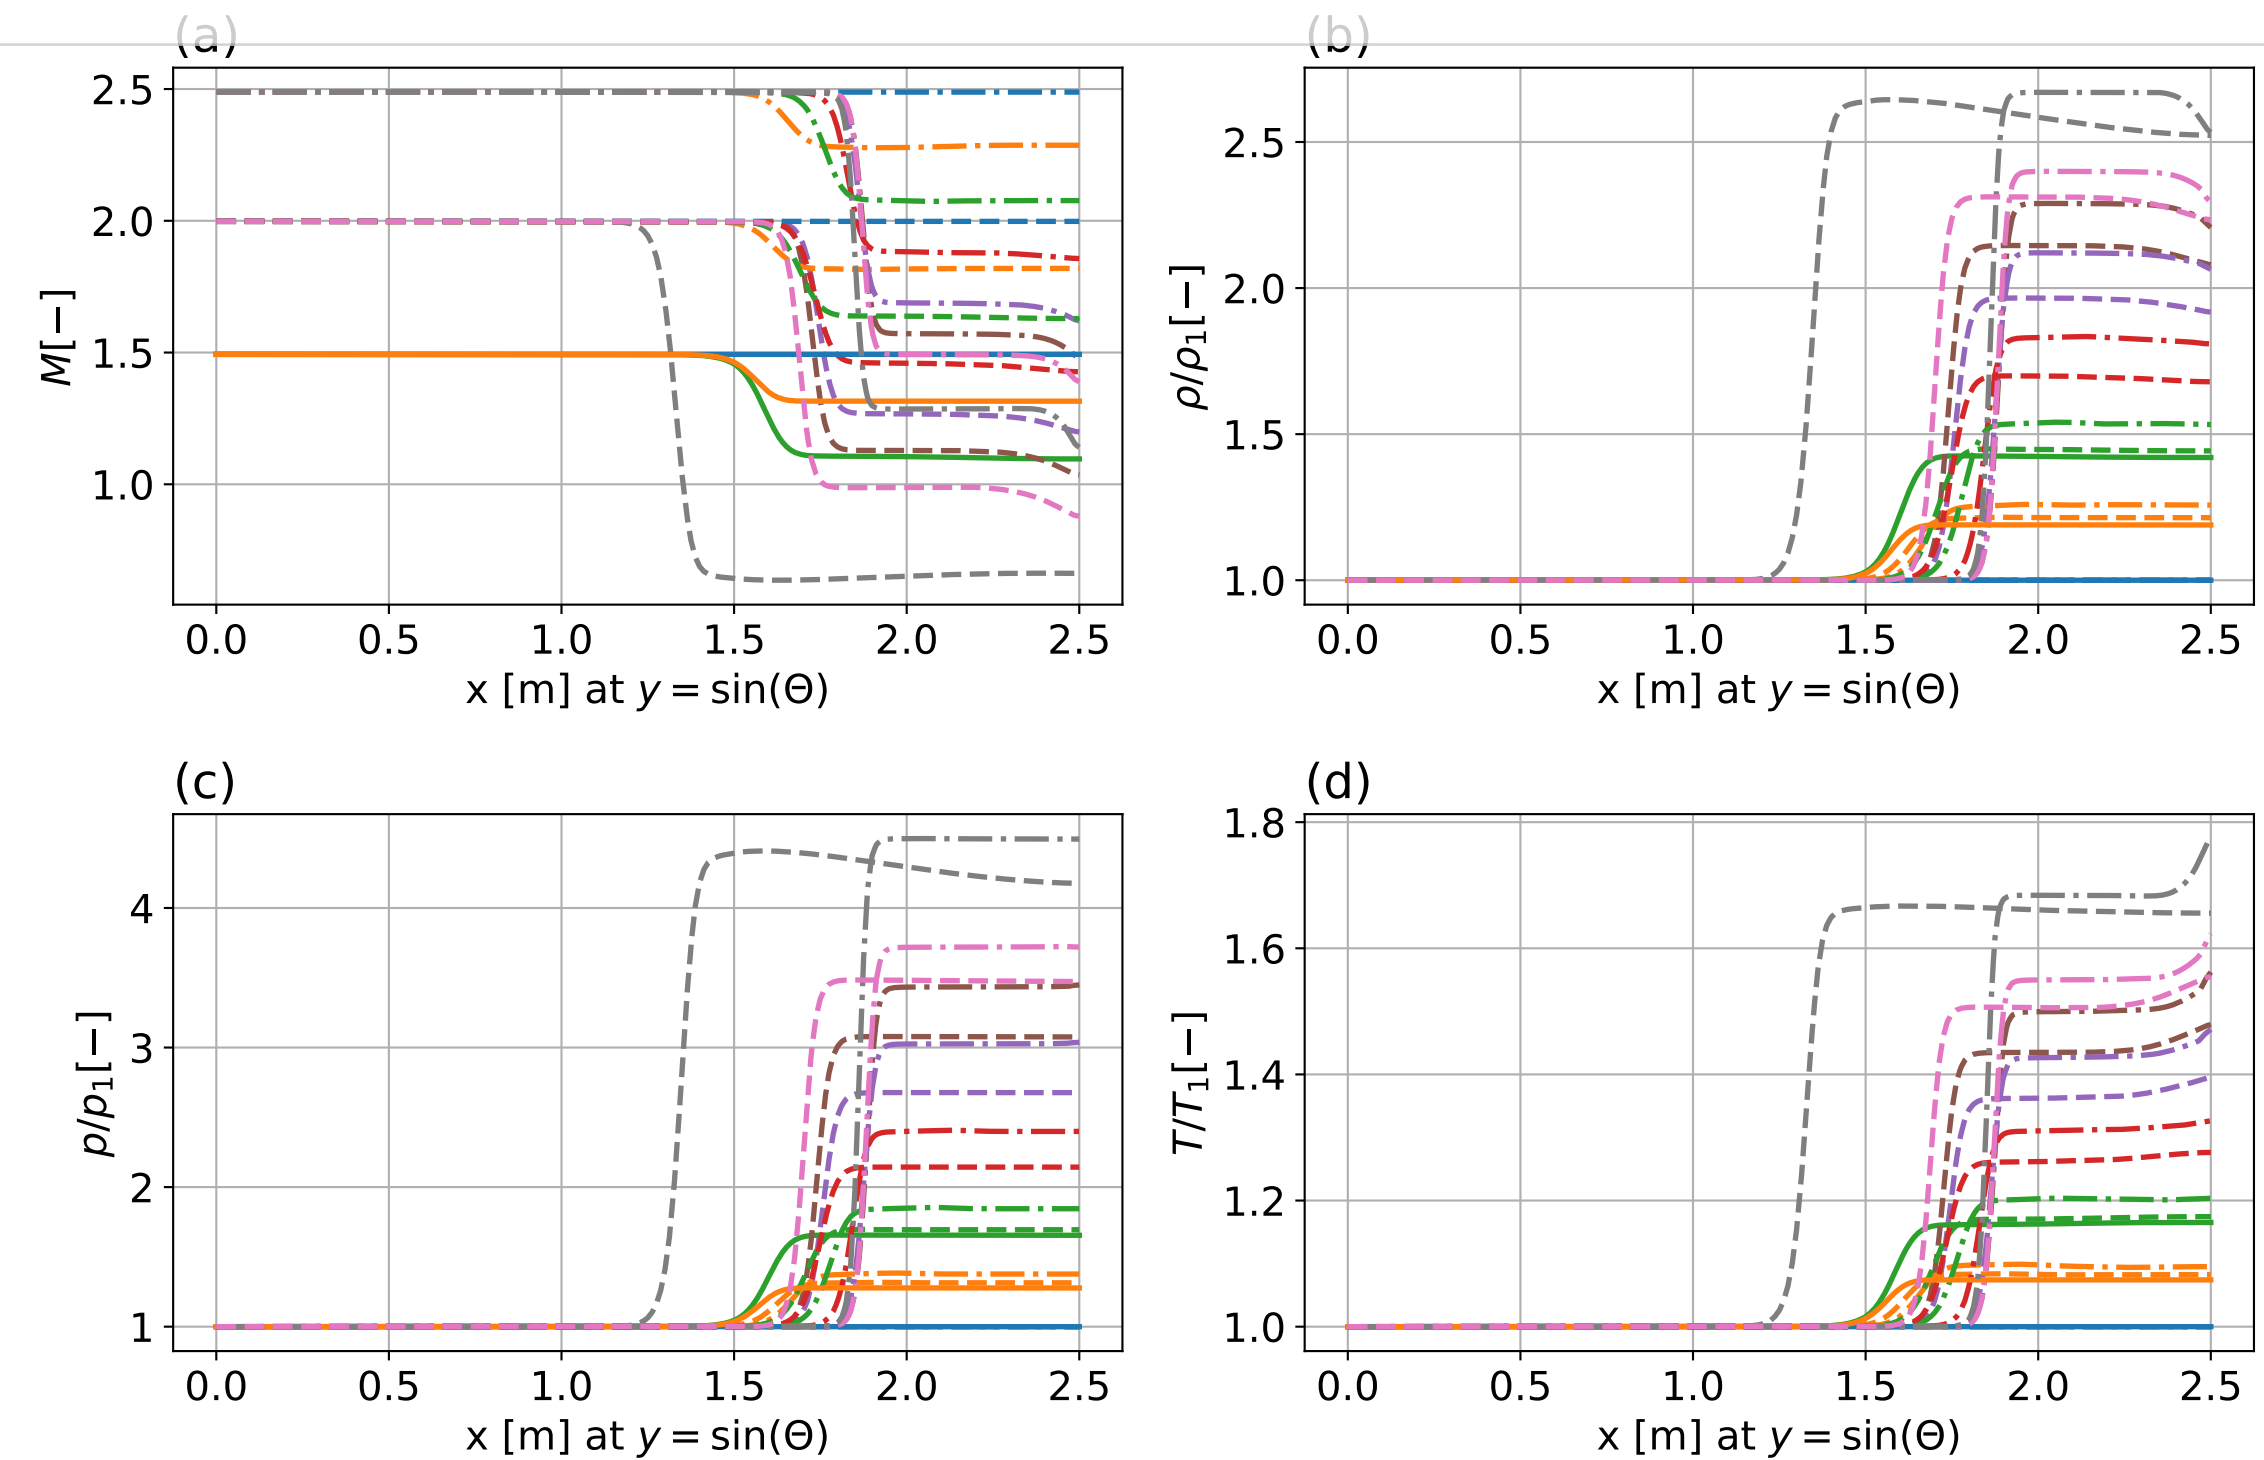 (a)
2.5
2.0
1.5
1.0
M[−]
0.0 0.5 1.0 1.5 2.0 2.5
x [m] at y = sin(Θ)
(b)
2.5
2.0
1.5
1.0
ρ/ρ₁[−]
0.0 0.5 1.0 1.5 2.0 2.5
x [m] at y = sin(Θ)
(c)
4
3
2
1
p/p₁[−]
0.0 0.5 1.0 1.5 2.0 2.5
x [m] at y = sin(Θ)
(d)
1.8
1.6
1.4
1.2
1.0
T/T₁[−]
0.0 0.5 1.0 1.5 2.0 2.5
x [m] at y = sin(Θ)